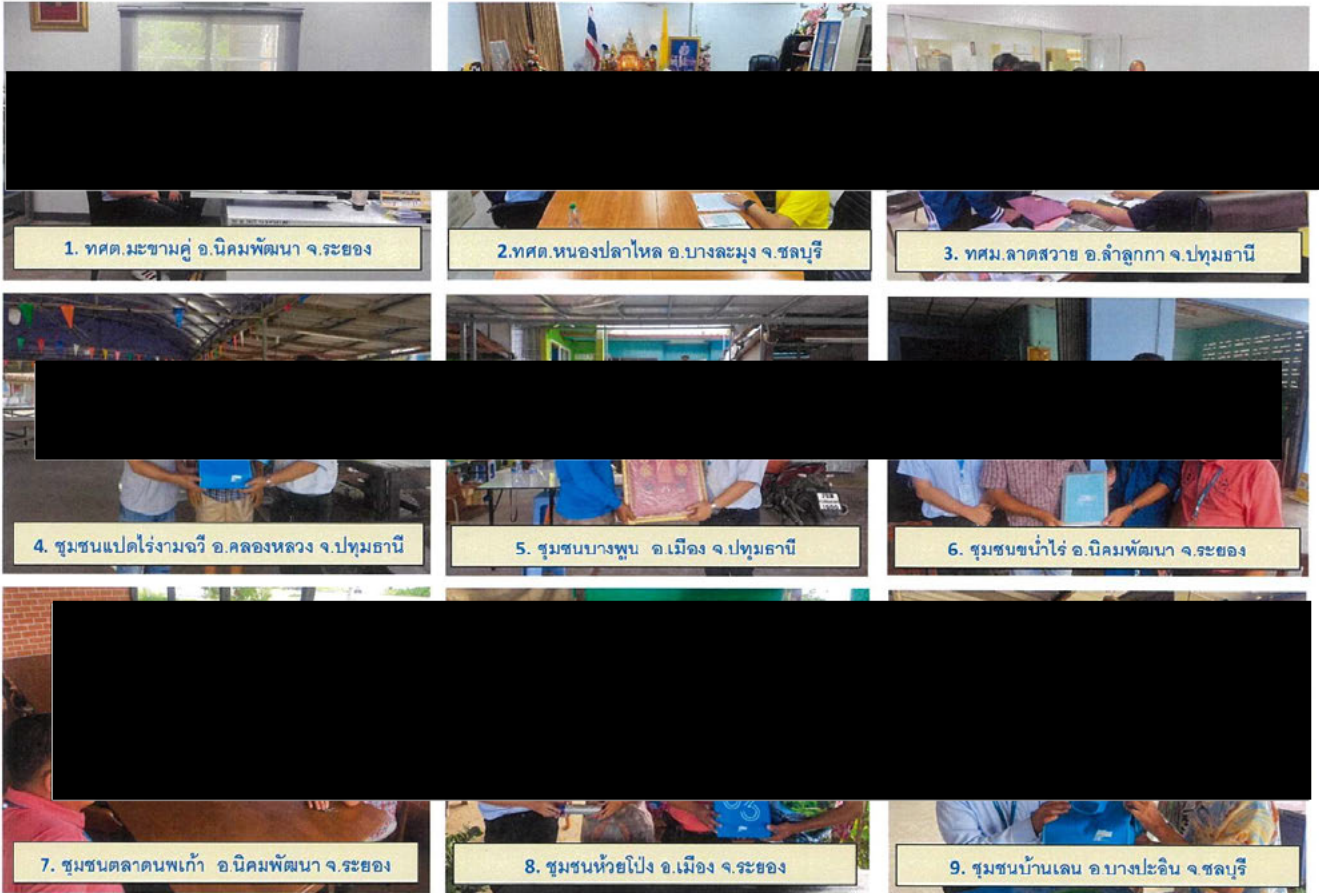 1. ทศต.มะขามคู่ อ.นิคมพัฒนา จ.ระยอง
2.ทศต.หนองปลาไหล อ.บางละมุง จ.ชลบุรี
3. ทศม.ลาดสวาย อ.ลำลูกกา จ.ปทุมธานี
4. ชุมชนแปดไร่งามฉวี อ.คลองหลวง จ.ปทุมธานี
5. ชุมชนบางพูน อ.เมือง จ.ปทุมธานี
6. ชุมชนขน่ำไร่ อ.นิคมพัฒนา จ.ระยอง
7. ชุมชนตลาดนพเก้า อ.นิคมพัฒนา จ.ระยอง
8. ชุมชนห้วยโป่ง อ.เมือง จ.ระยอง
9. ชุมชนบ้านเลน อ.บางปะอิน จ.ชลบุรี